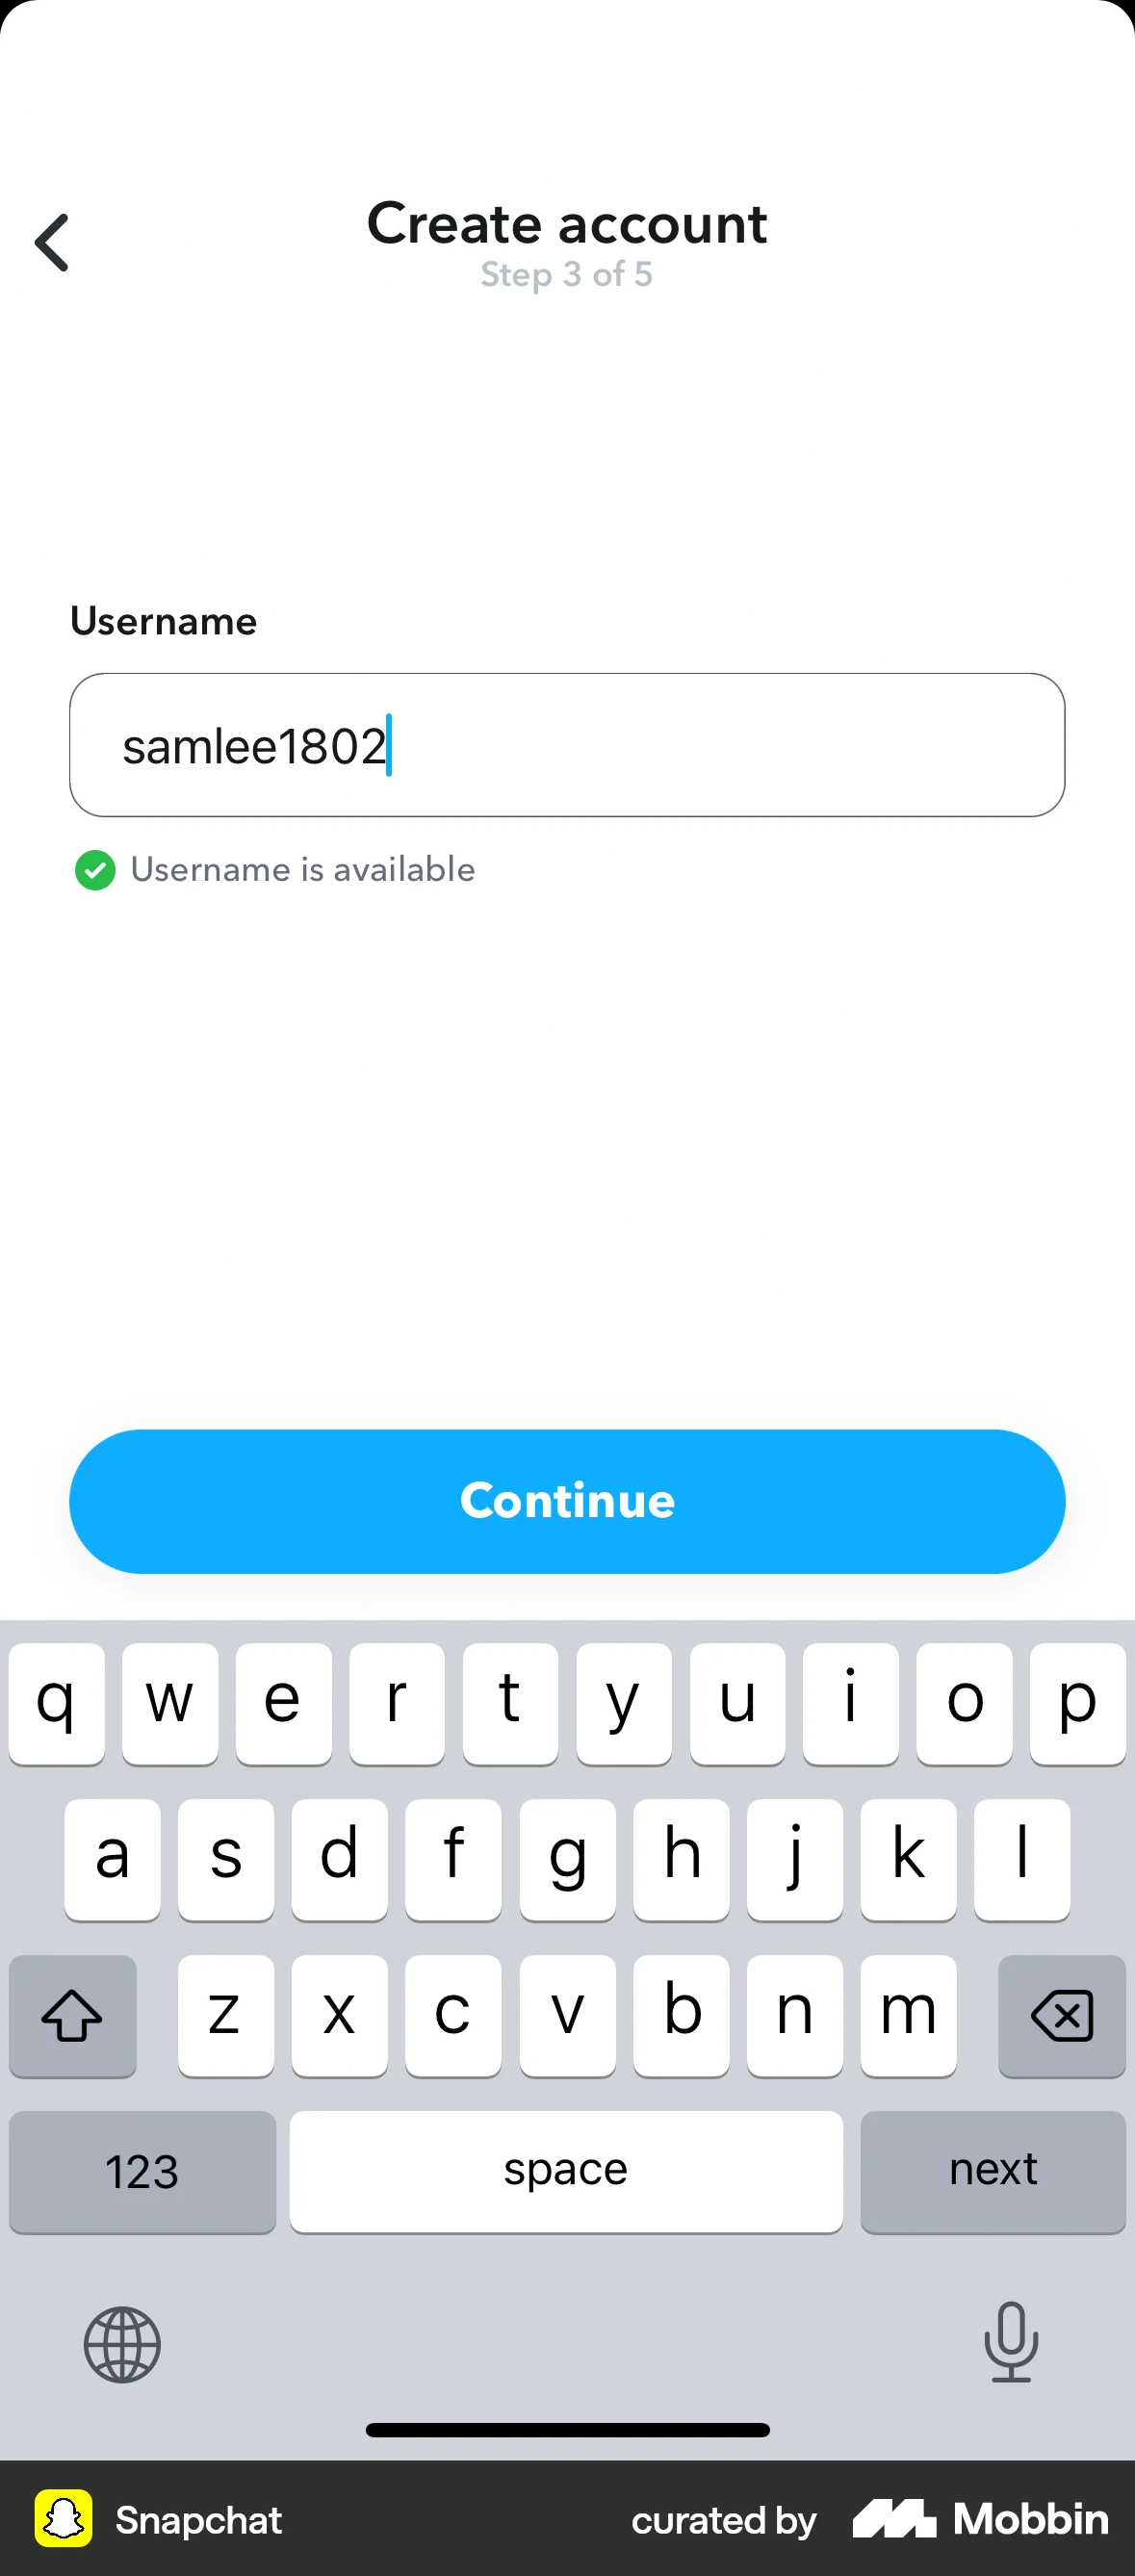 Create account
Step 3 of 5
Username
samlee1802
Username is available
Continue
q w e r t y u i o p
a s d f g h j k l
z x c v b n m
123 space next
Snapchat curated by Mobbin